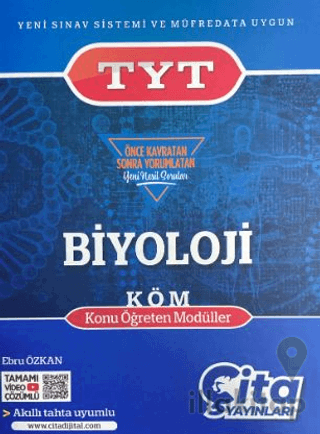 YENİ SINAV SİSTEMİ VE MÜFREDATA UYGUN
TYT
ÖNCE KAVRATAN
SONRA YORUMLATAN
Yeni Nesil Sorular
BİYOLOJİ
KÖM
Konu Öğreten Modüller
Ebru ÖZKAN
TAMAMI
VİDEO
ÇÖZÜMLÜ
> Akıllı tahta uyumlu
www.citadijital.com
Çita
YAYINLARI